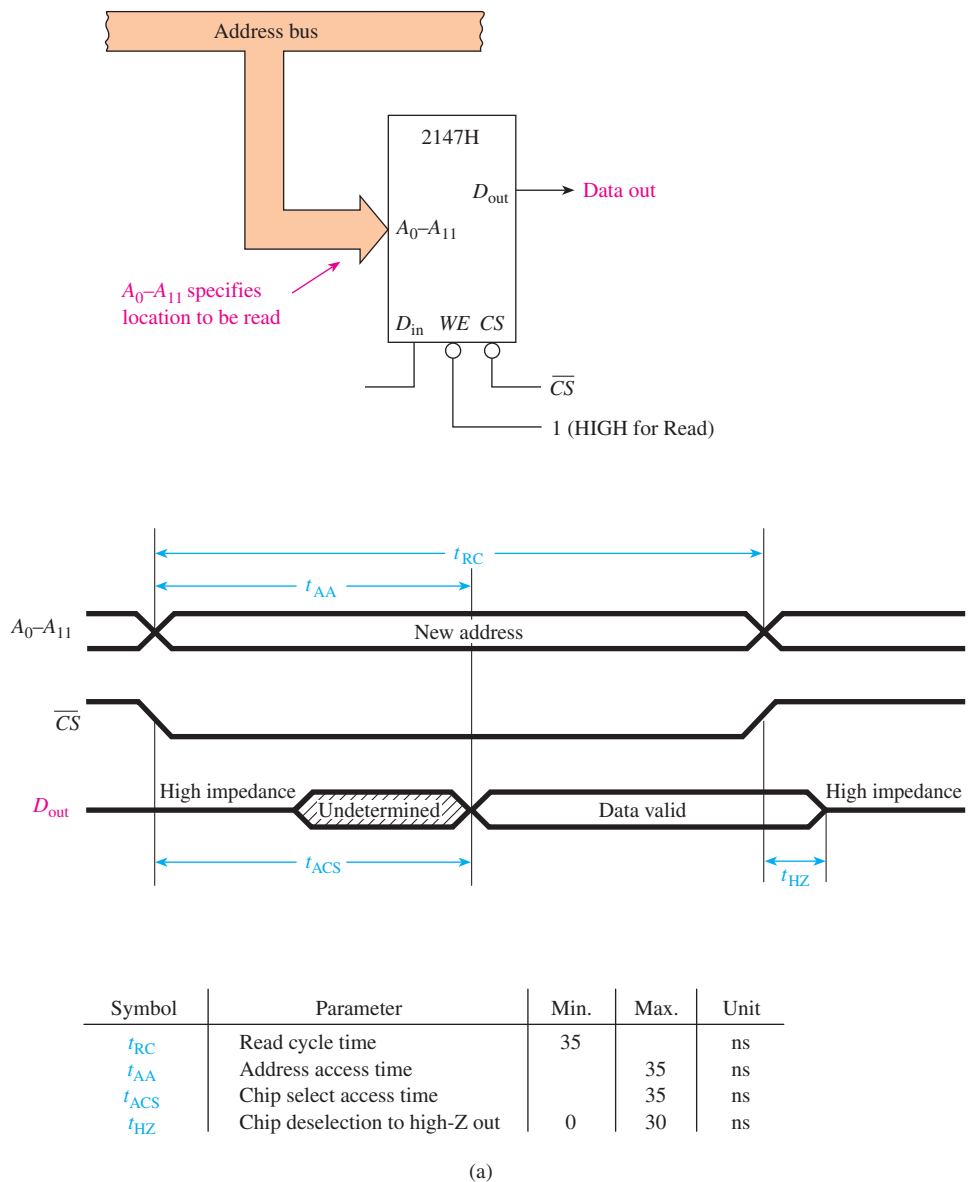 Address bus
2147H
D_out
Data out
A_0–A_11
A_0–A_11 specifies
location to be read
D_in WE CS
C̅S̅
1 (HIGH for Read)
t_RC
t_AA
A_0–A_11
New address
C̅S̅
D_out
High impedance
Undetermined
Data valid
High impedance
t_ACS
t_HZ
Symbol Parameter Min. Max. Unit
t_RC Read cycle time 35 ns
t_AA Address access time 35 ns
t_ACS Chip select access time 35 ns
t_HZ Chip deselection to high-Z out 0 30 ns
(a)